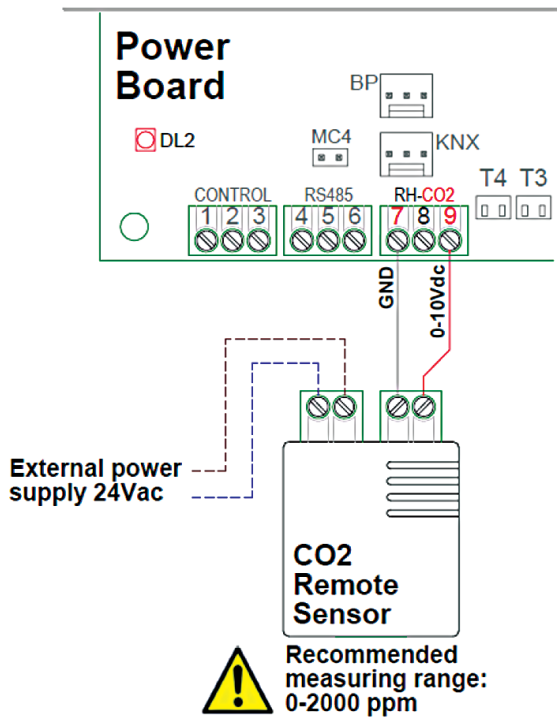 Power
Board
BP
DL2
MC4
KNX
T4 T3
CONTROL RS485 RH-CO2
1 2 3 4 5 6 7 8 9
GND
0-10Vdc
External power
supply 24Vac
CO2
Remote
Sensor
Recommended
measuring range:
0-2000 ppm